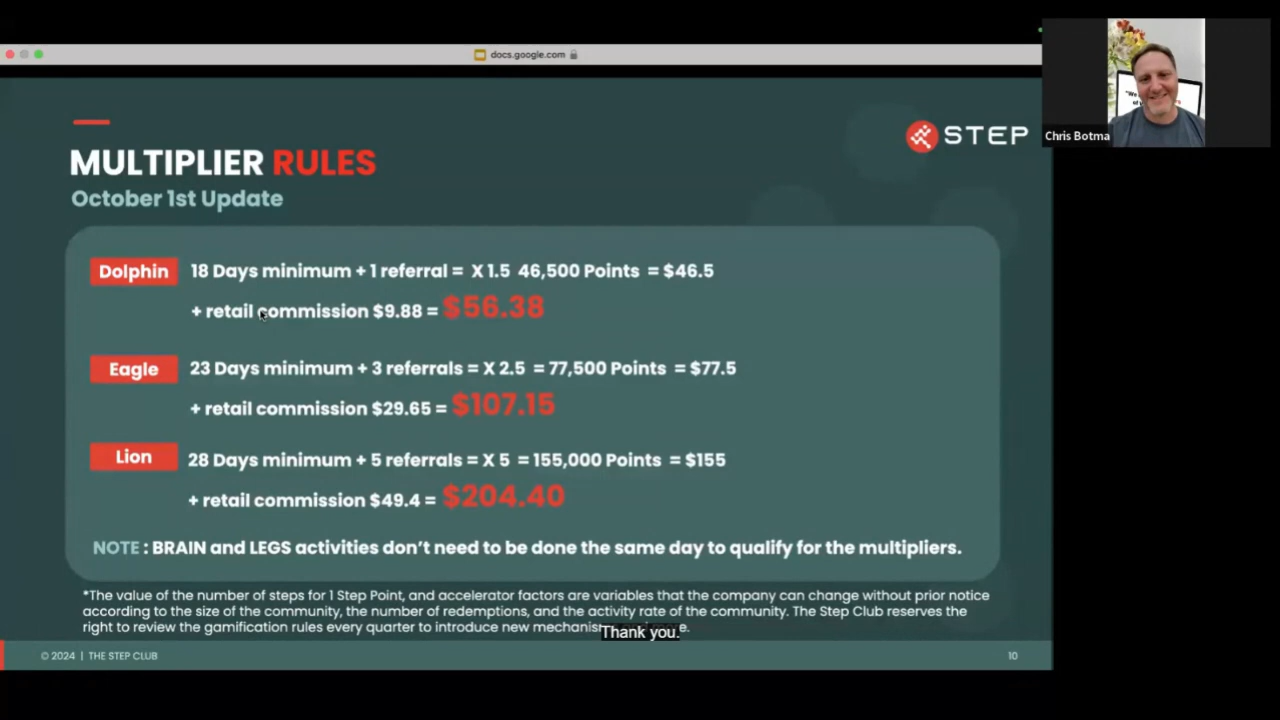 docs.google.com
Chris Botma
STEP
MULTIPLIER RULES
October 1st Update
Dolphin 18 Days minimum + 1 referral = X 1.5 46,500 Points = $46.5
+ retail commission $9.88 = $56.38
Eagle 23 Days minimum + 3 referrals = X 2.5 = 77,500 Points = $77.5
+ retail commission $29.65 = $107.15
Lion 28 Days minimum + 5 referrals = X 5 = 155,000 Points = $155
+ retail commission $49.4 = $204.40
NOTE : BRAIN and LEGS activities don't need to be done the same day to qualify for the multipliers.
*The value of the number of steps for 1 Step Point, and accelerator factors are variables that the company can change without prior notice
according to the size of the community, the number of redemptions, and the activity rate of the community. The Step Club reserves the
right to review the gamification rules every quarter to introduce new
Thank you.
© 2024 | THE STEP CLUB
10